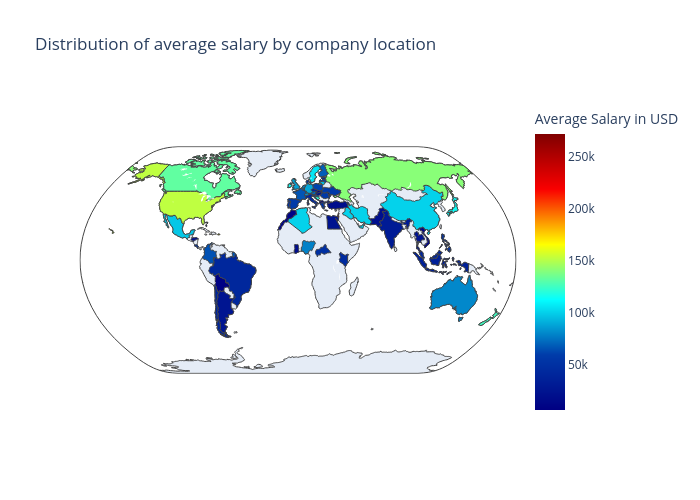 Distribution of average salary by company location
Average Salary in USD
250k
200k
150k
100k
50k